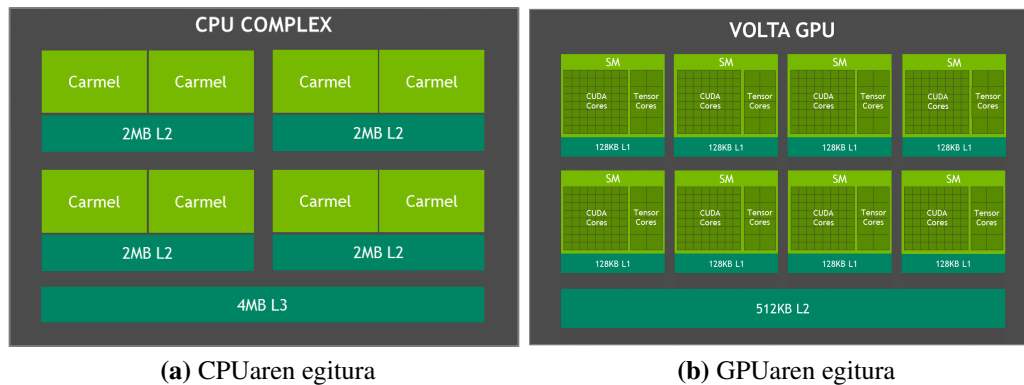 CPU COMPLEX
Carmel Carmel Carmel Carmel
2MB L2 2MB L2
Carmel Carmel Carmel Carmel
2MB L2 2MB L2
4MB L3
(a) CPUaren egitura
VOLTA GPU
SM SM SM SM
CUDA Cores Tensor Cores CUDA Cores Tensor Cores CUDA Cores Tensor Cores CUDA Cores Tensor Cores
128KB L1 128KB L1 128KB L1 128KB L1
SM SM SM SM
CUDA Cores Tensor Cores CUDA Cores Tensor Cores CUDA Cores Tensor Cores CUDA Cores Tensor Cores
128KB L1 128KB L1 128KB L1 128KB L1
512KB L2
(b) GPUaren egitura